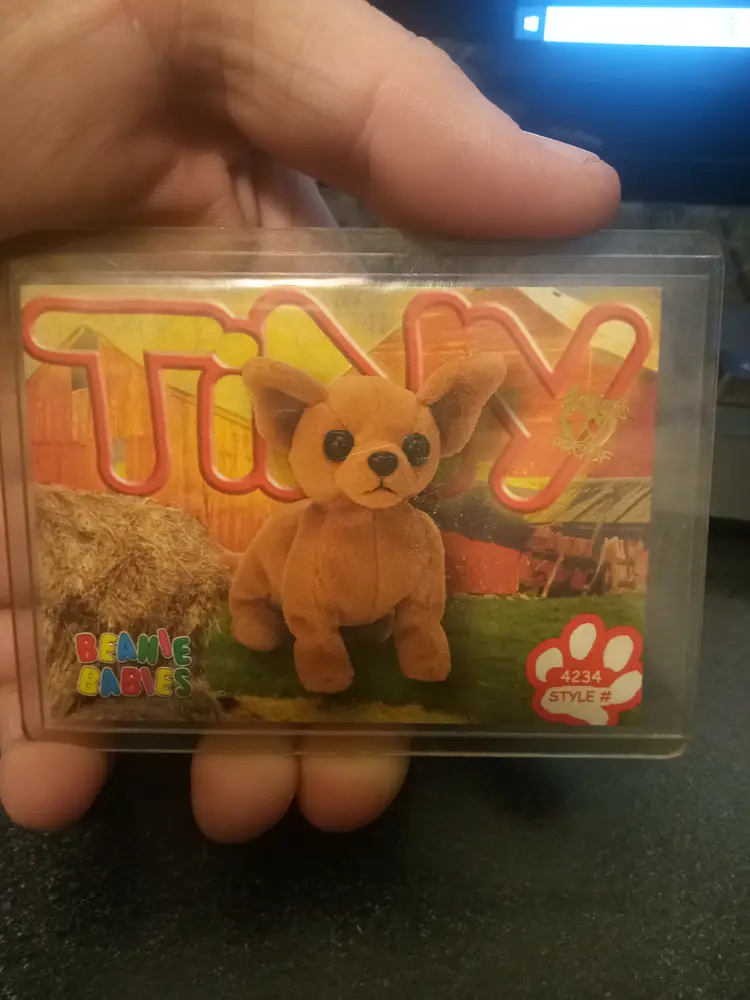 TiNY
PROOF
BEANIE
BABIES
4234
STYLE #